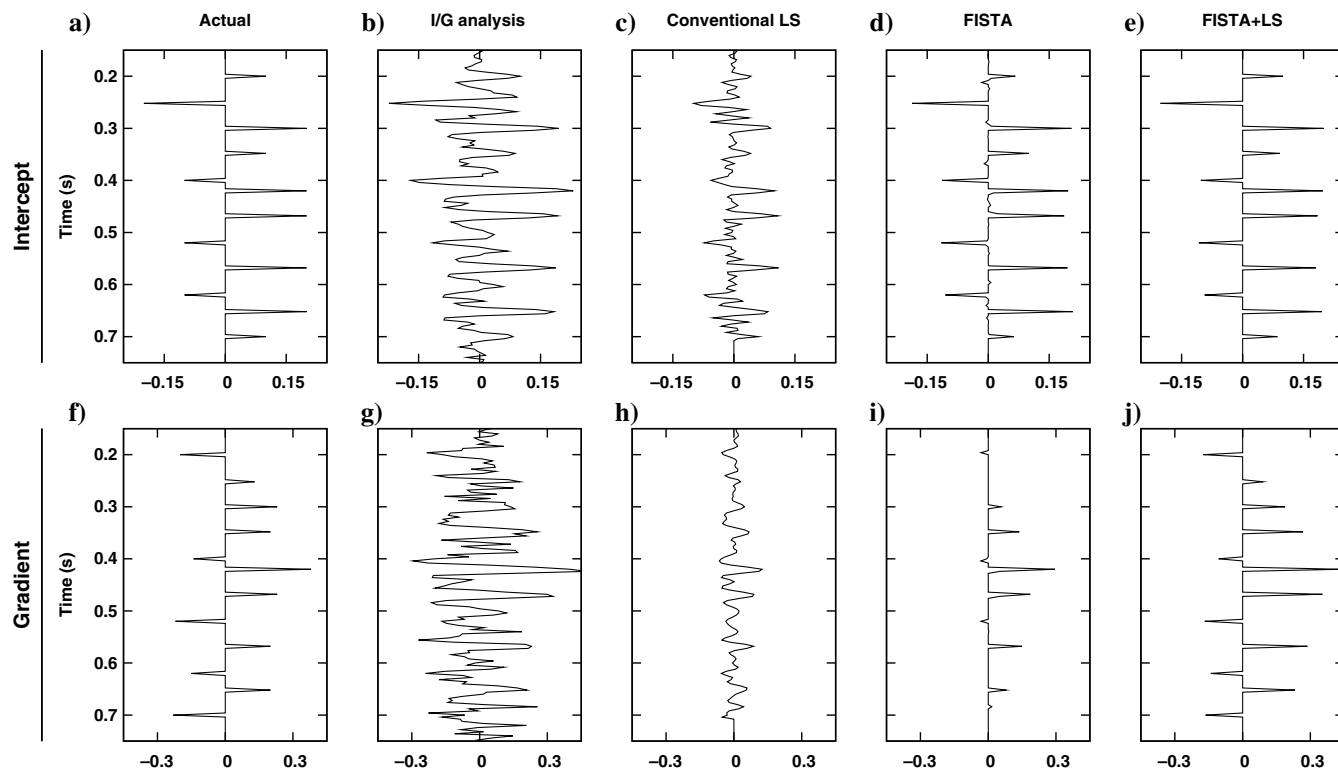 a) Actual
b) I/G analysis
c) Conventional LS
d) FISTA
e) FISTA+LS
Intercept
Time (s)
0.2
0.3
0.4
0.5
0.6
0.7
−0.15 0 0.15
−0.15 0 0.15
−0.15 0 0.15
−0.15 0 0.15
−0.15 0 0.15
f)
g)
h)
i)
j)
Gradient
Time (s)
0.2
0.3
0.4
0.5
0.6
0.7
−0.3 0 0.3
−0.3 0 0.3
−0.3 0 0.3
−0.3 0 0.3
−0.3 0 0.3